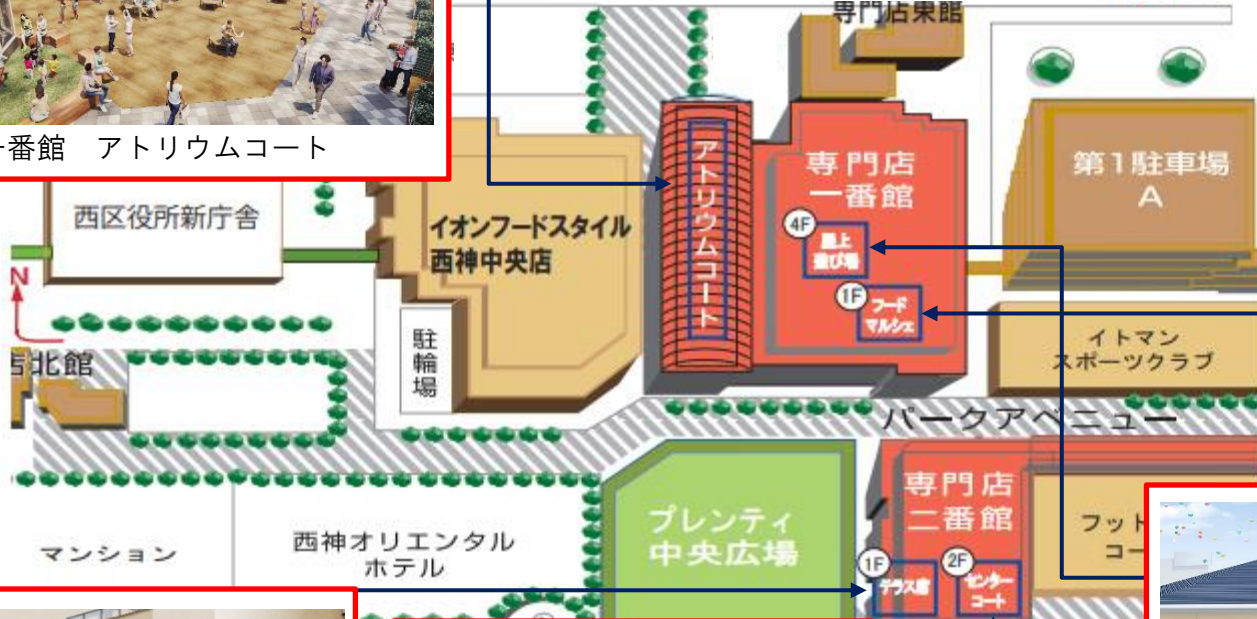 専門店東館
番館　アトリウムコート
西区役所新庁舎
イオンフードスタイル
西神中央店
アトリウムコート
専門店
一番館
4F
屋上
遊び場
1F
フード
マルシェ
第1駐車場
A
N
駐輪場
イトマン
スポーツクラブ
店北館
パークアベニュー
マンション
西神オリエンタル
ホテル
プレンティ
中央広場
専門店
二番館
1F
テラス席
2F
センター
コート
フット
コー